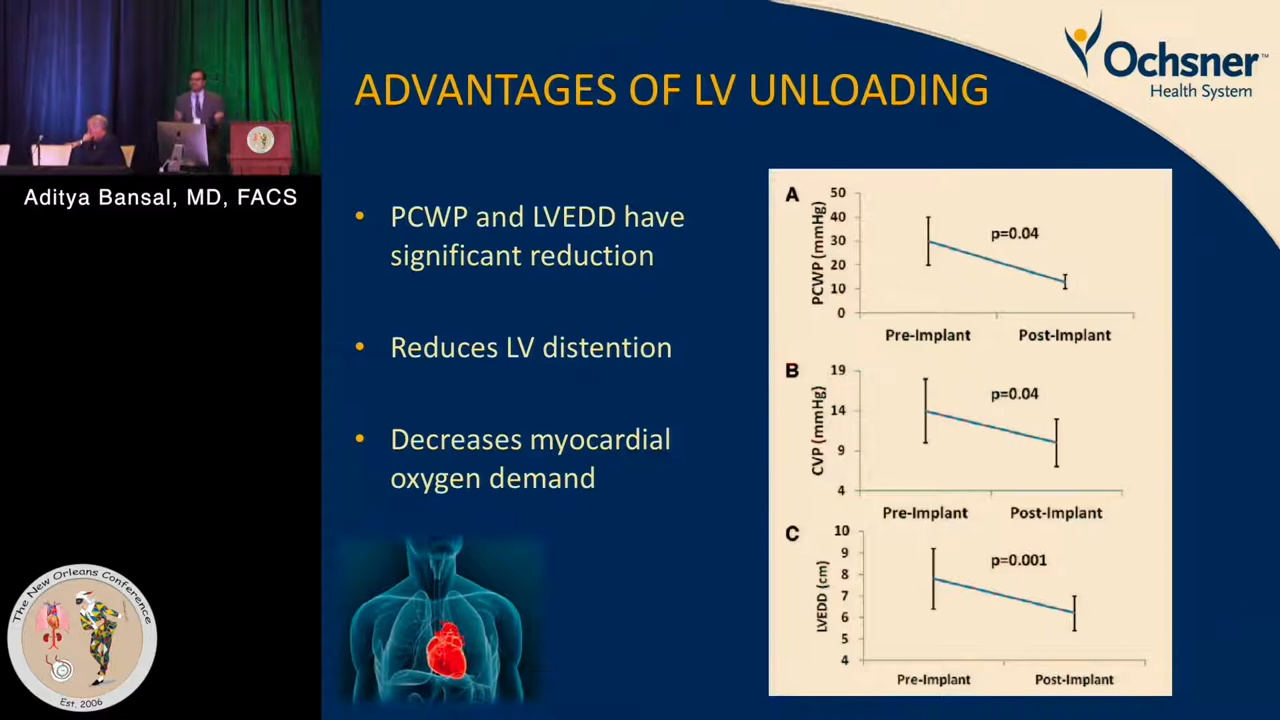 Ochsner™
Health System
ADVANTAGES OF LV UNLOADING
Aditya Bansal, MD, FACS
• PCWP and LVEDD have
significant reduction
• Reduces LV distention
• Decreases myocardial
oxygen demand
A
PCWP (mmHg)
50
40
30
20
10
0
p=0.04
Pre-Implant Post-Implant
B
CVP (mmHg)
19
14
9
4
p=0.04
Pre-Implant Post-Implant
C
LVEDD (cm)
10
9
8
7
6
5
4
p=0.001
Pre-Implant Post-Implant
The New Orleans Conference
Est. 2006